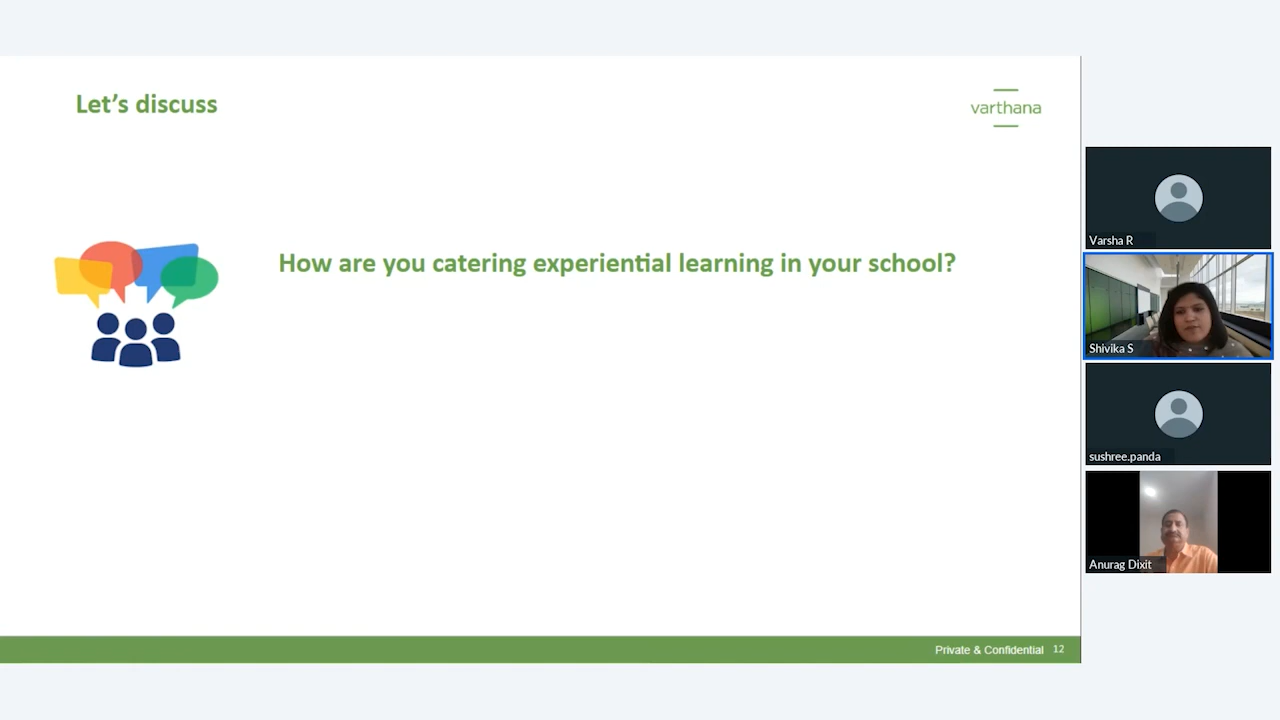 Let's discuss
varthana
How are you catering experiential learning in your school?
Private & Confidential 12
Varsha R
Shivika S
sushree.panda
Anurag Dixit